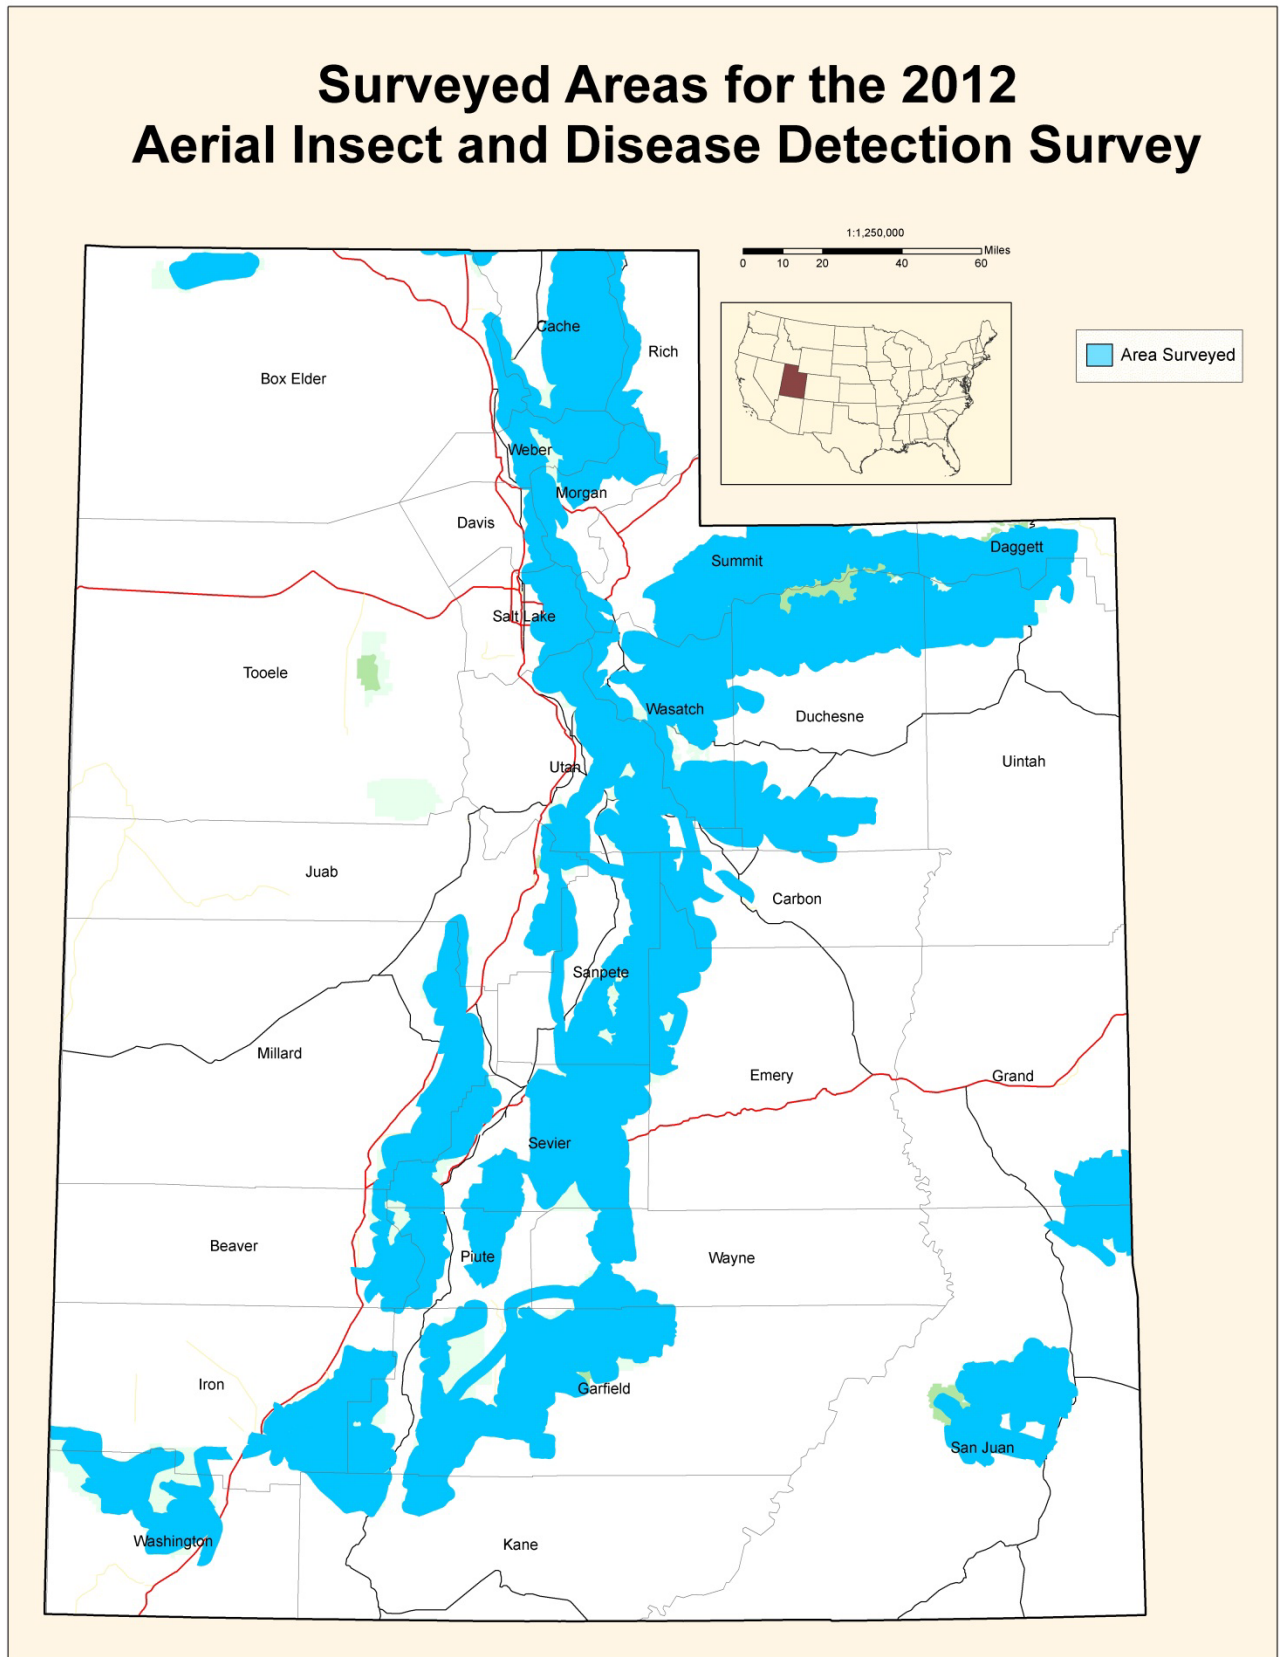 Surveyed Areas for the 2012
Aerial Insect and Disease Detection Survey
1:1,250,000
Miles
0 10 20 40 60
Area Surveyed
Cache
Rich
Box Elder
Weber
Morgan
Davis
Summit
Daggett
Salt Lake
Tooele
Wasatch
Duchesne
Utah
Uintah
Juab
Carbon
Sanpete
Millard
Emery
Grand
Sevier
Beaver
Piute
Wayne
Iron
Garfield
San Juan
Washington
Kane